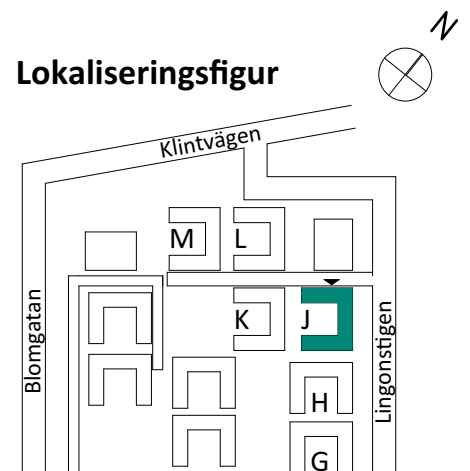 N
Lokaliseringsfigur
Klintvägen
M
L
Blomgatan
K
J
Lingonstigen
H
G